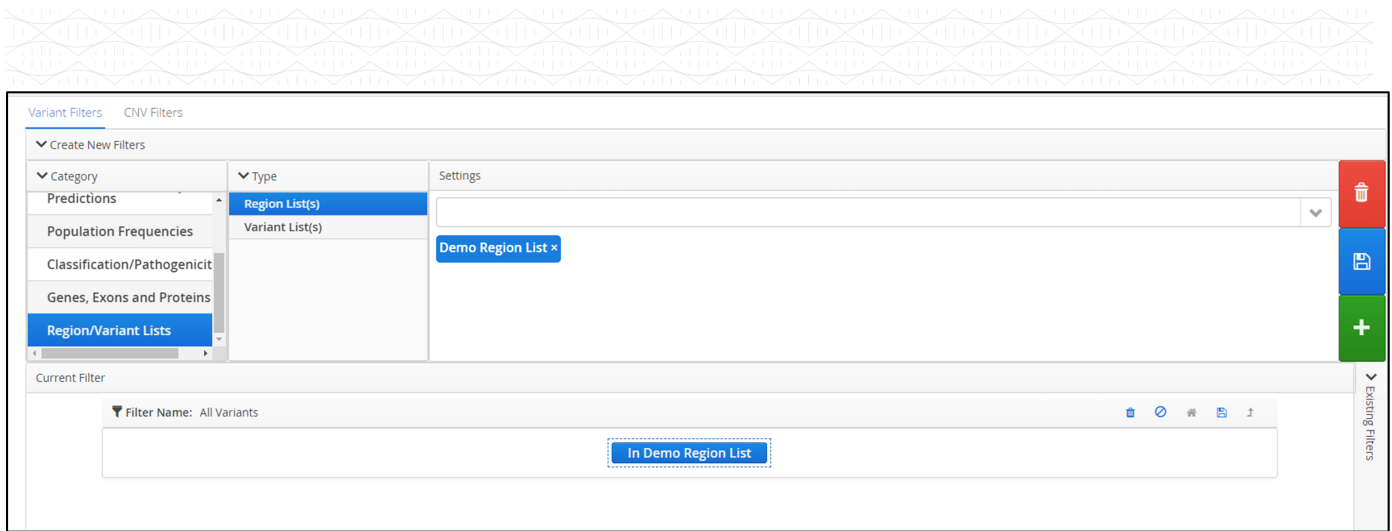 Variant Filters CNV Filters
Create New Filters
Category
Type
Settings
Predictions
Population Frequencies
Classification/Pathogenicit
Genes, Exons and Proteins
Region/Variant Lists
Region List(s)
Variant List(s)
Demo Region List ×
Current Filter
Filter Name: All Variants
In Demo Region List
Existing Filters